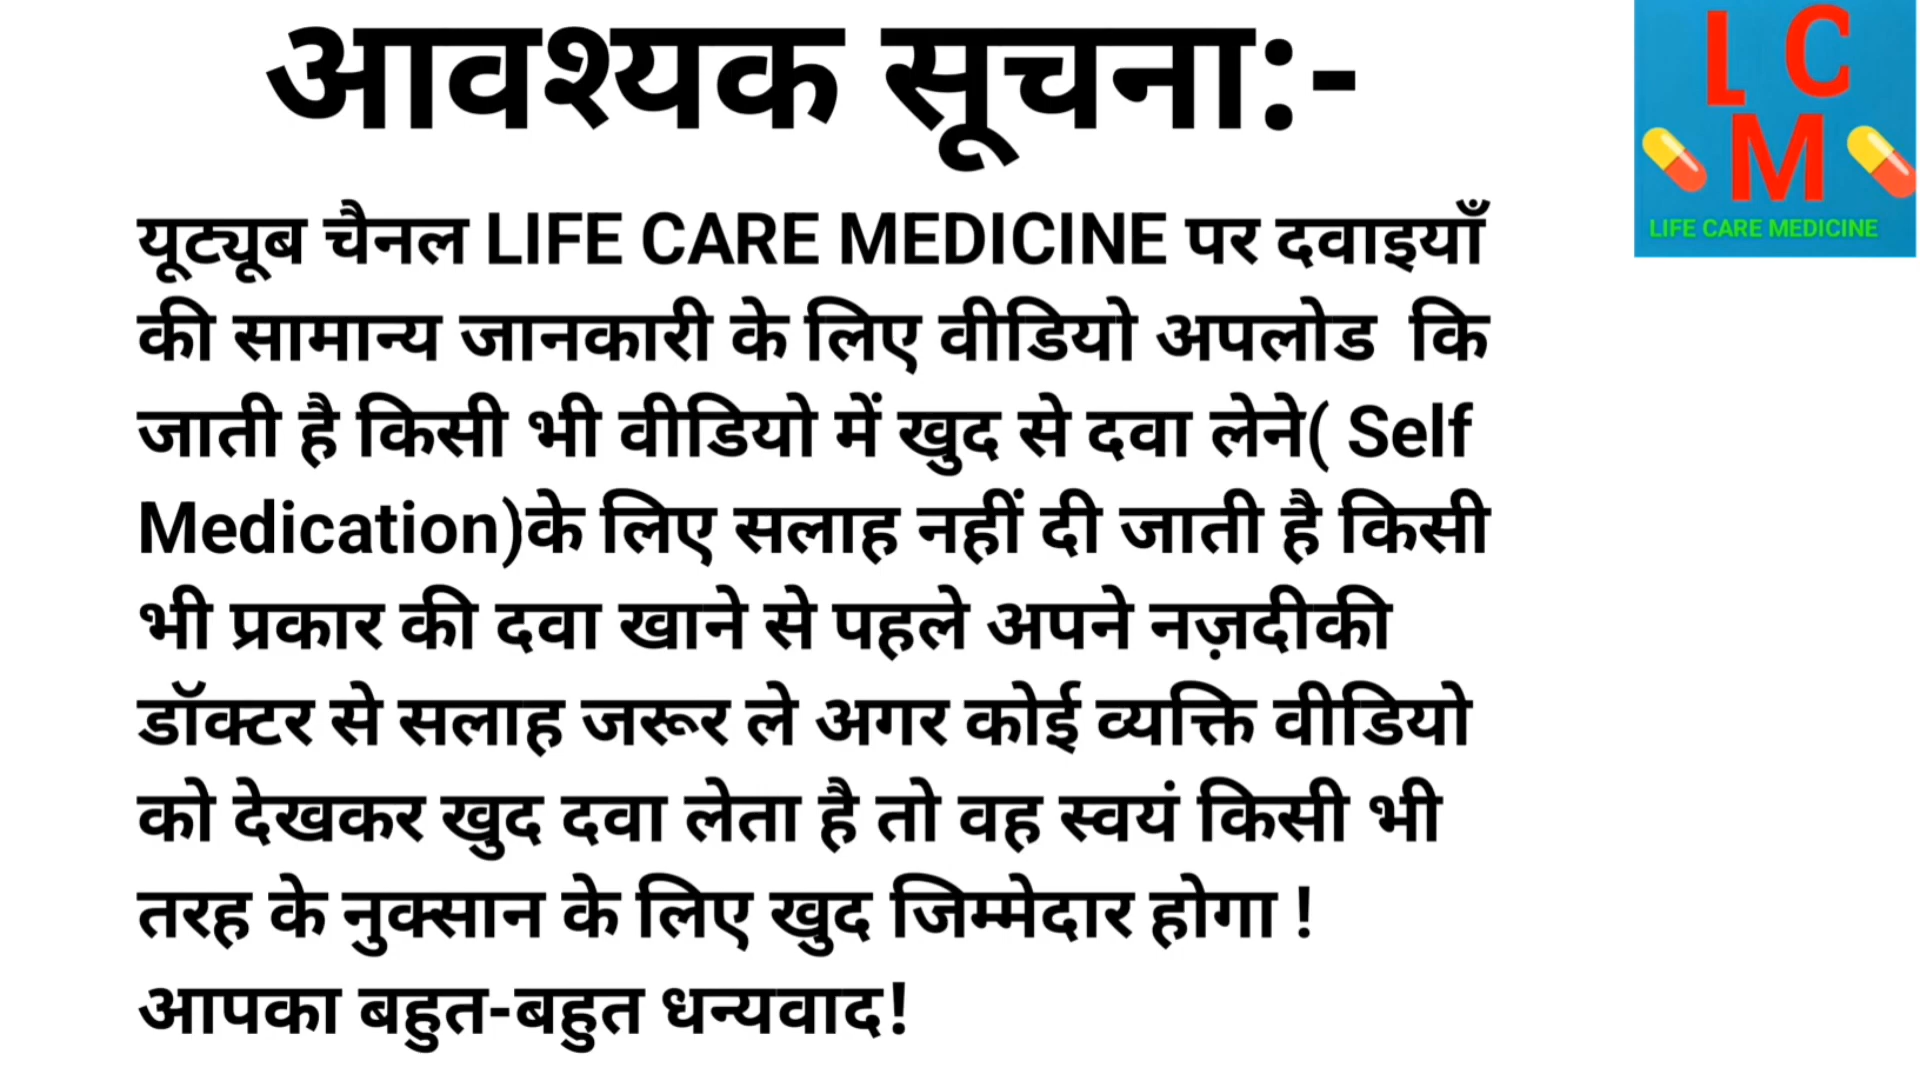 आवश्यक सूचना:-
L C
M
LIFE CARE MEDICINE
यूट्यूब चैनल LIFE CARE MEDICINE पर दवाइयाँ
की सामान्य जानकारी के लिए वीडियो अपलोड कि
जाती है किसी भी वीडियो में खुद से दवा लेने( Self
Medication)के लिए सलाह नहीं दी जाती है किसी
भी प्रकार की दवा खाने से पहले अपने नज़दीकी
डॉक्टर से सलाह जरूर ले अगर कोई व्यक्ति वीडियो
को देखकर खुद दवा लेता है तो वह स्वयं किसी भी
तरह के नुक्सान के लिए खुद जिम्मेदार होगा !
आपका बहुत-बहुत धन्यवाद!